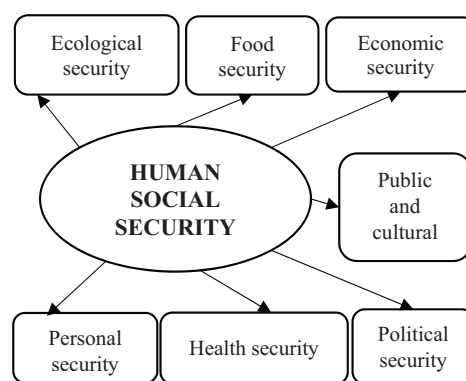 Ecological
security
Food
security
Economic
security
HUMAN
SOCIAL
SECURITY
Public
and
cultural
Personal
security
Health security
Political
security